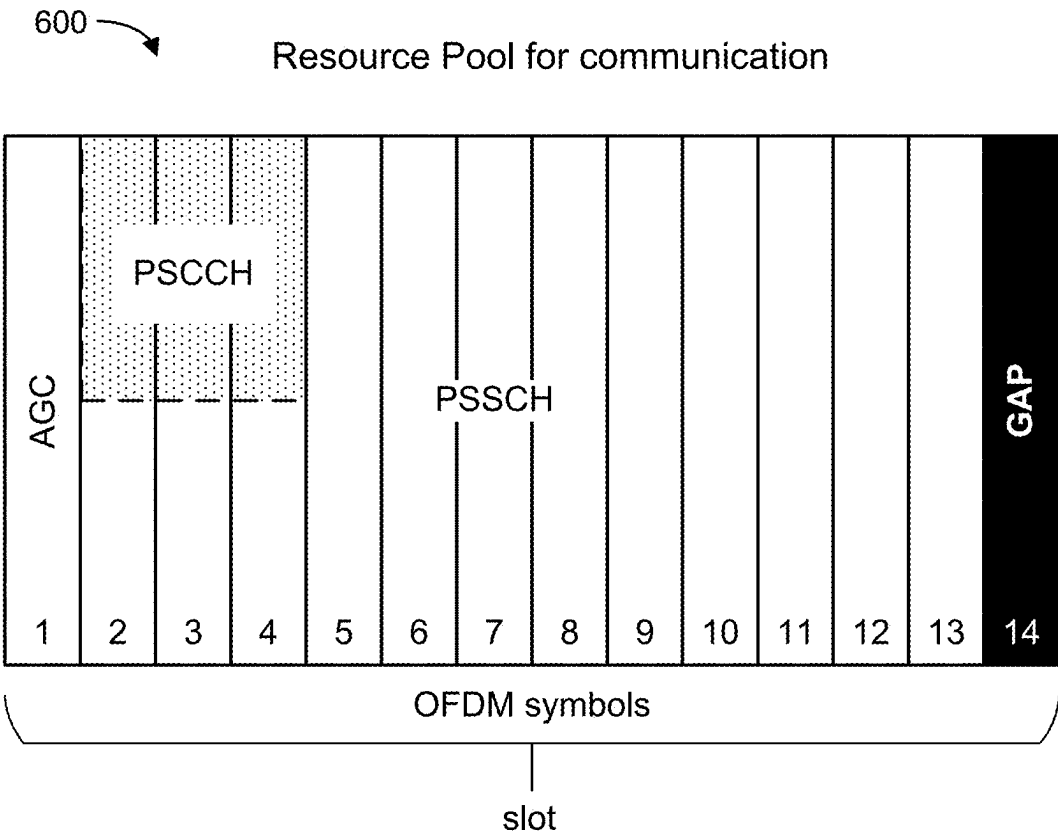 600
Resource Pool for communication
PSCCH
AGC
PSSCH
GAP
1 2 3 4 5 6 7 8 9 10 11 12 13 14
OFDM symbols
slot